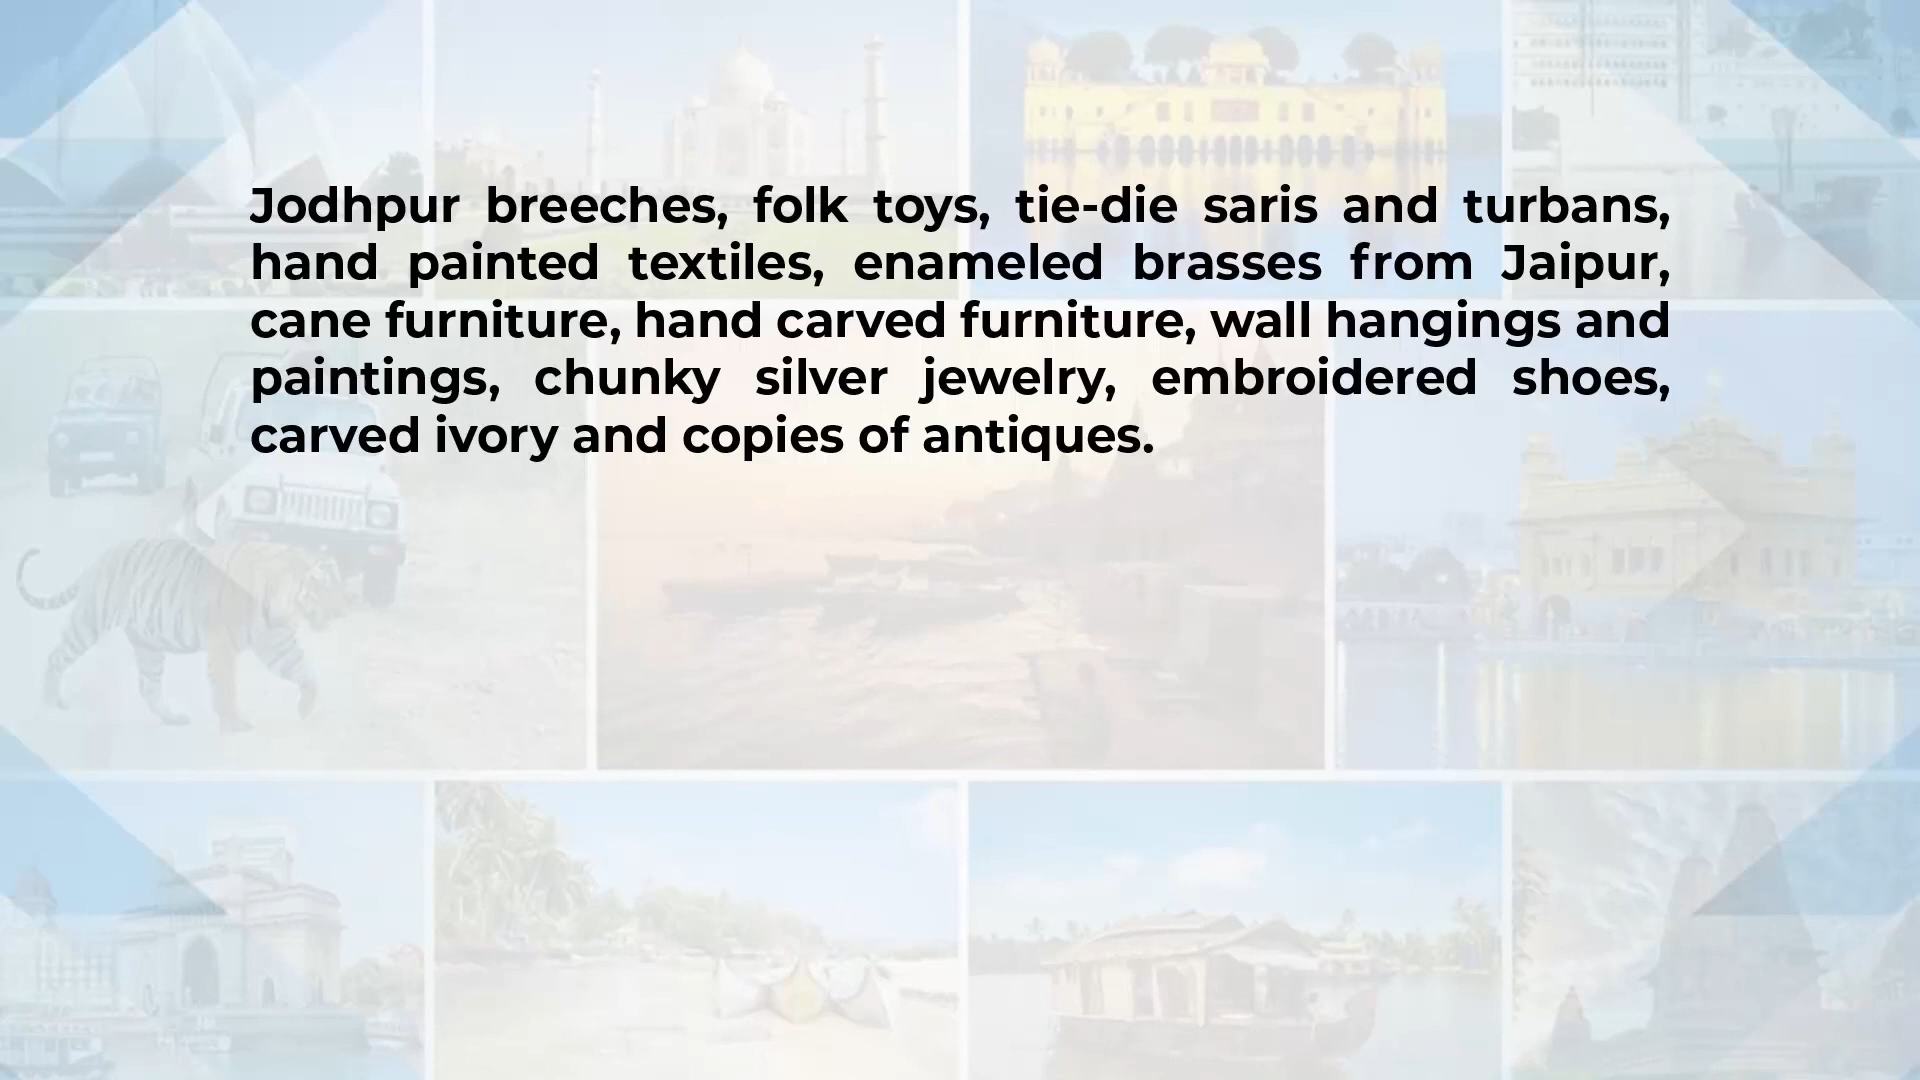 Jodhpur breeches, folk toys, tie-die saris and turbans,
hand painted textiles, enameled brasses from Jaipur,
cane furniture, hand carved furniture, wall hangings and
paintings, chunky silver jewelry, embroidered shoes,
carved ivory and copies of antiques.